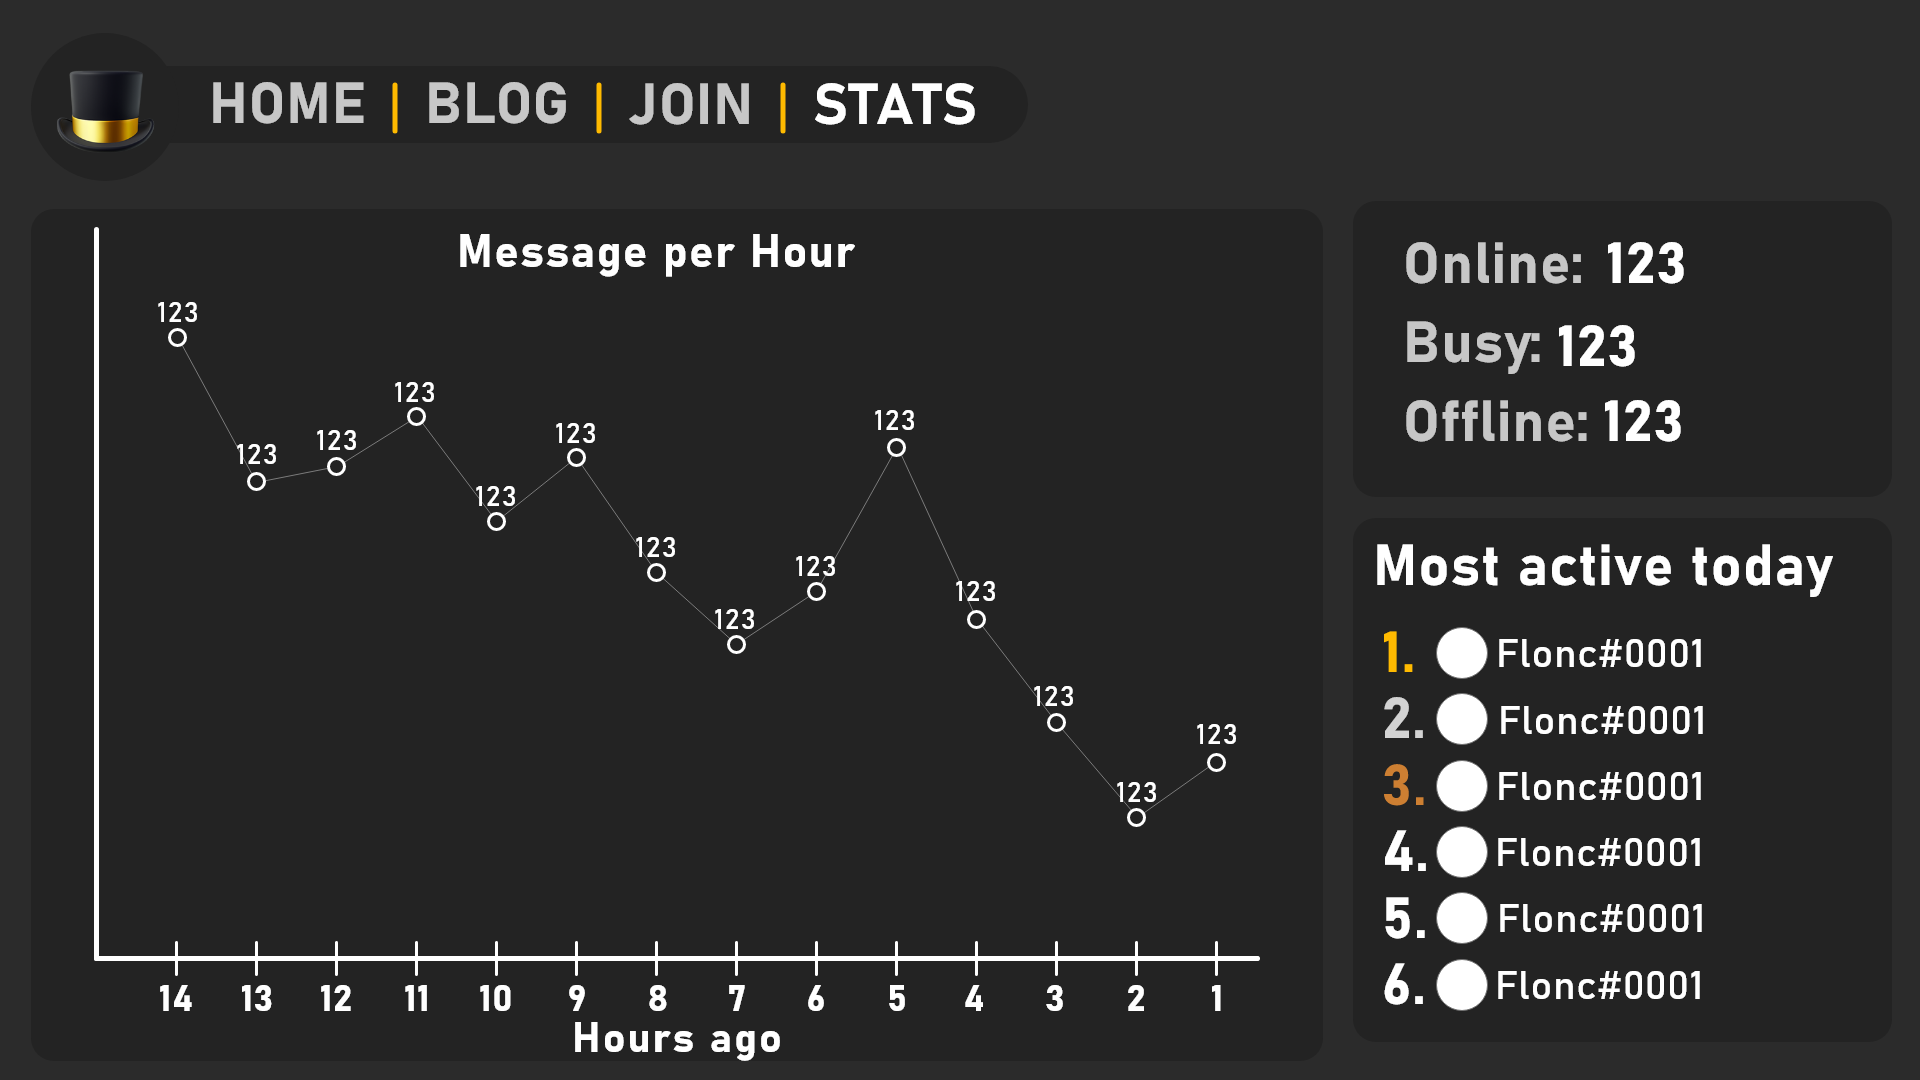 HOME | BLOG | JOIN | STATS
Message per Hour
123
123
123
123
123
123
123
123
123
123
123
123
123
123
14 13 12 11 10 9 8 7 6 5 4 3 2 1
Hours ago
Online: 123
Busy: 123
Offline: 123
Most active today
1. Flonc#0001
2. Flonc#0001
3. Flonc#0001
4. Flonc#0001
5. Flonc#0001
6. Flonc#0001